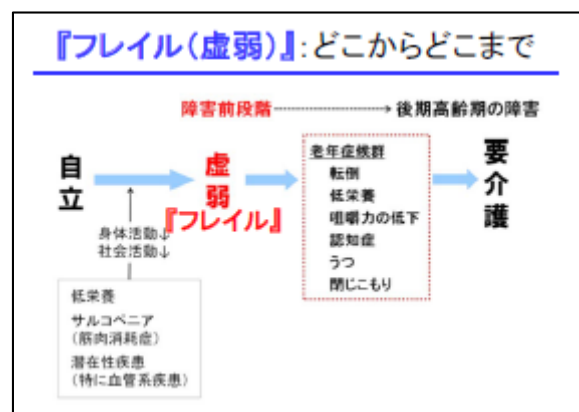 『フレイル(虚弱)』:どこからどこまで
障害前段階
後期高齢期の障害
自立
虚弱
『フレイル』
老年症候群
転倒
低栄養
咀嚼力の低下
認知症
うつ
閉じこもり
要介護
身体活動↓
社会活動↓
低栄養
サルコペニア
(筋肉消耗症)
潜在性疾患
(特に血管系疾患)